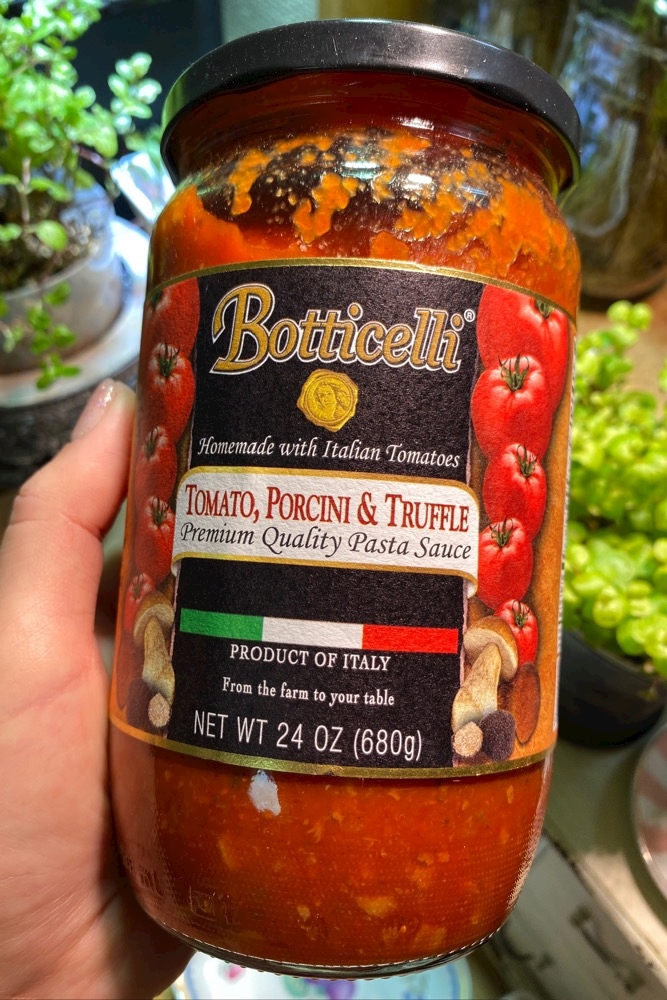 Botticelli®
Homemade with Italian Tomatoes
TOMATO, PORCINI & TRUFFLE
Premium Quality Pasta Sauce
PRODUCT OF ITALY
From the farm to your table
NET WT 24 OZ (680g)